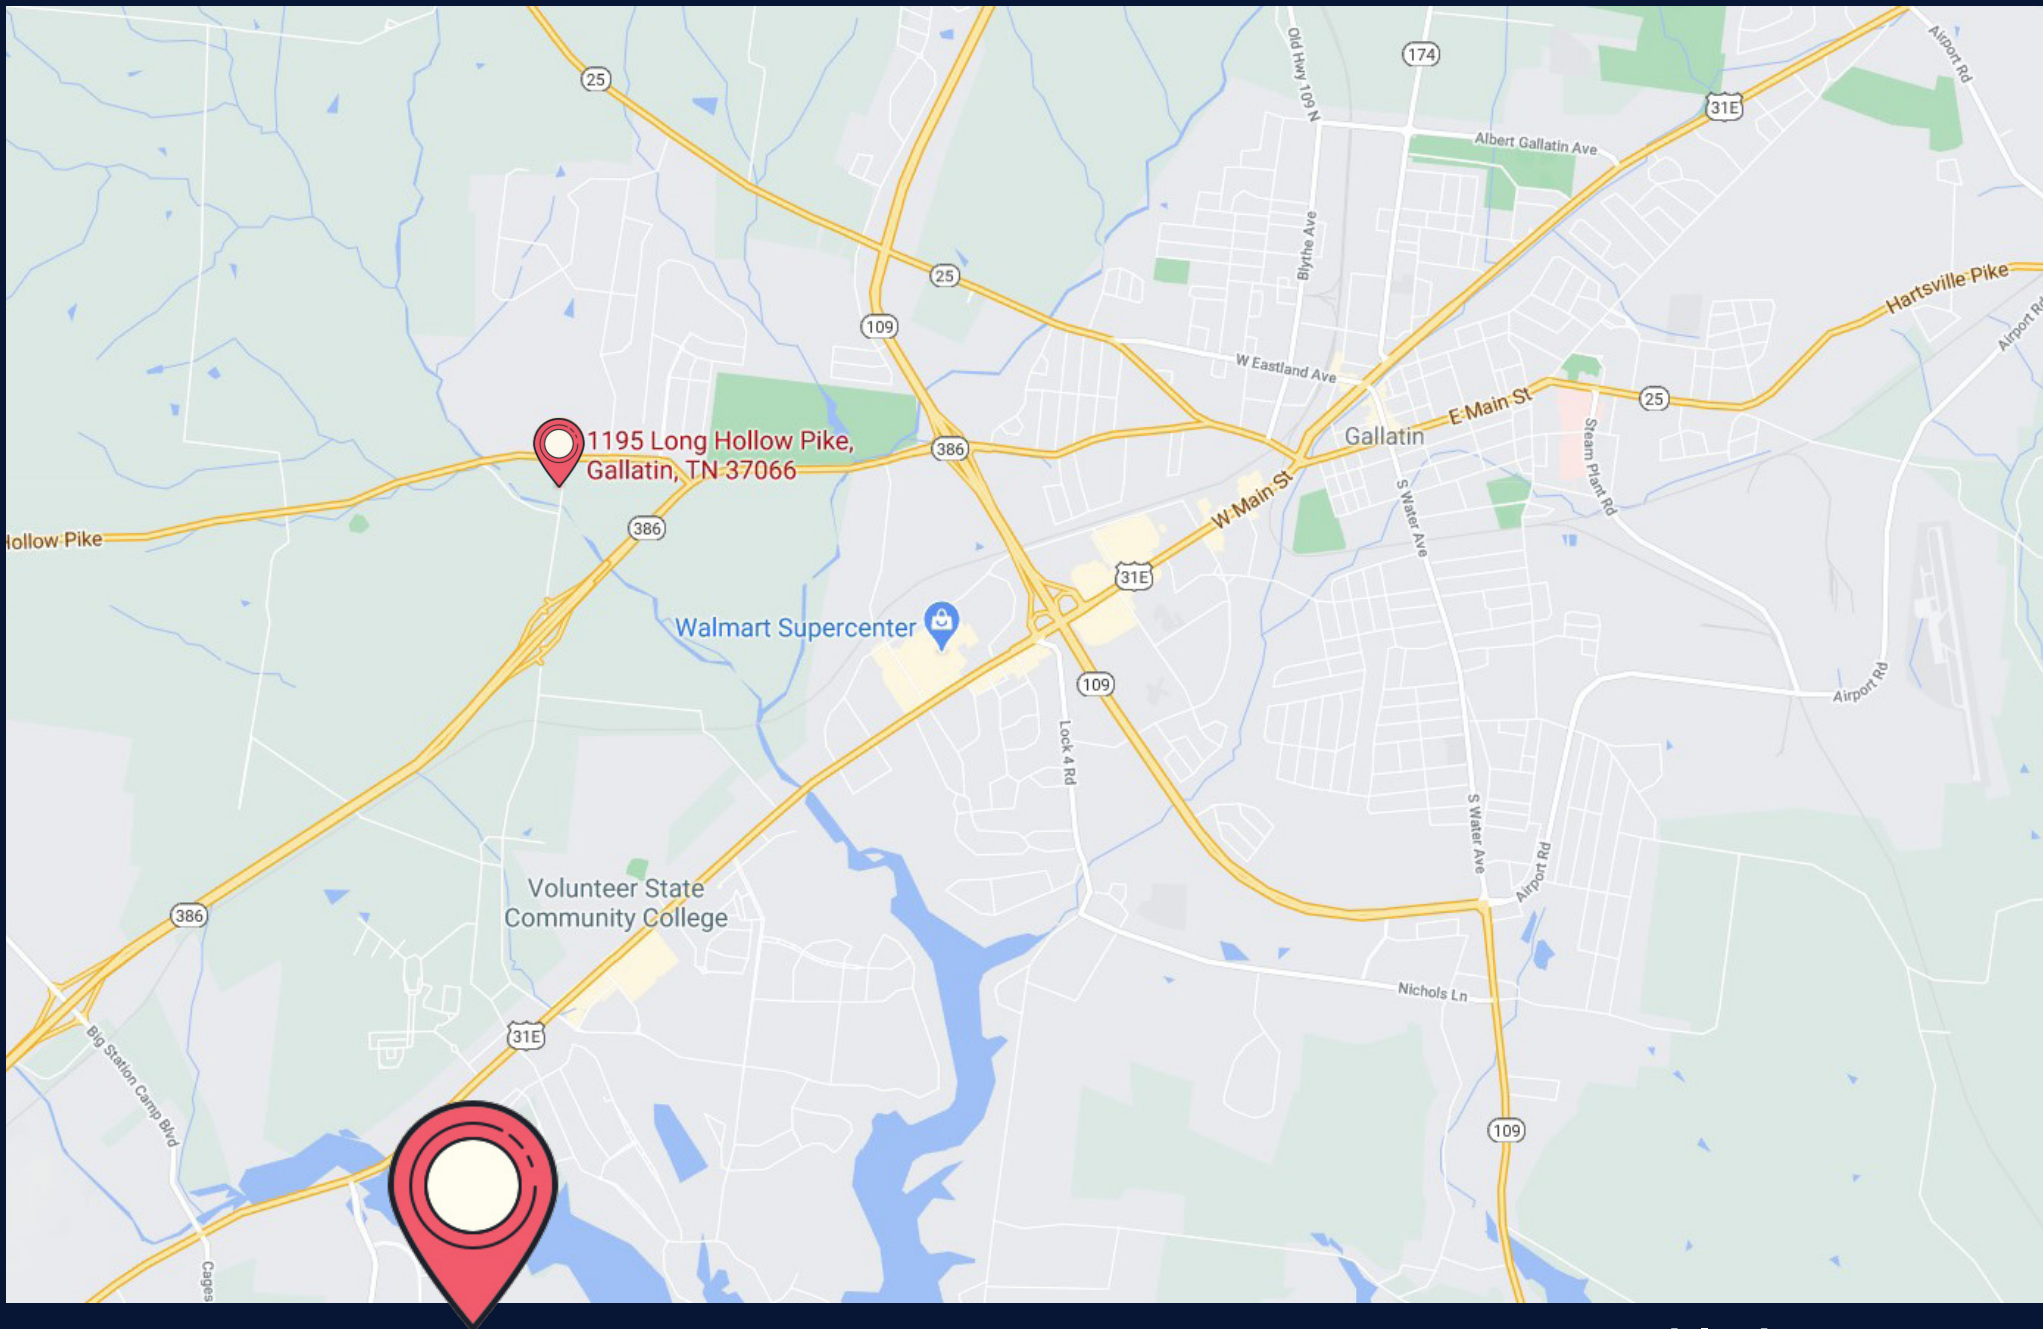 25
174
Old Hwy 109 N
Airport Rd
31E
Albert Gallatin Ave
Blythe Ave
25
Hartsville Pike
109
Airport Rd
W Eastland Ave
E Main St
25
1195 Long Hollow Pike,
Gallatin, TN 37066
386
Gallatin
Steam Plant Rd
W Main St
S Water Ave
386
Hollow Pike
31E
Walmart Supercenter
109
Airport Rd
Lock 4 Rd
S Water Ave
Airport Rd
Volunteer State
Community College
386
Nichols Ln
31E
Big Station Camp Blvd
109
Cages